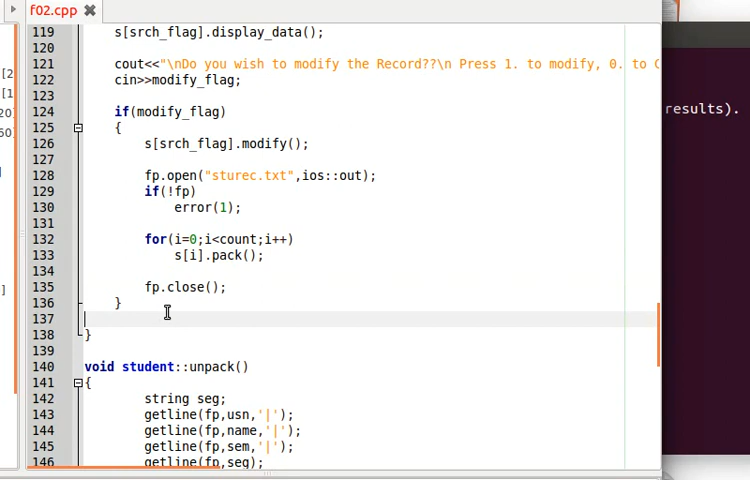 f02.cpp
results).
119 s[srch_flag].display_data();
120
121 cout<<"\nDo you wish to modify the Record??\n Press 1. to modify, 0. to
122 cin>>modify_flag;
123
124 if(modify_flag)
125 {
126 s[srch_flag].modify();
127
128 fp.open("sturec.txt",ios::out);
129 if(!fp)
130 error(1);
131
132 for(i=0;i<count;i++)
133 s[i].pack();
134
135 fp.close();
136 }
137
138 }
139
140 void student::unpack()
141 {
142 string seg;
143 getline(fp,usn,'|');
144 getline(fp,name,'|');
145 getline(fp,sem,'|');
146 getline(fp,seg);
[2
[1
20]
60]
]
]